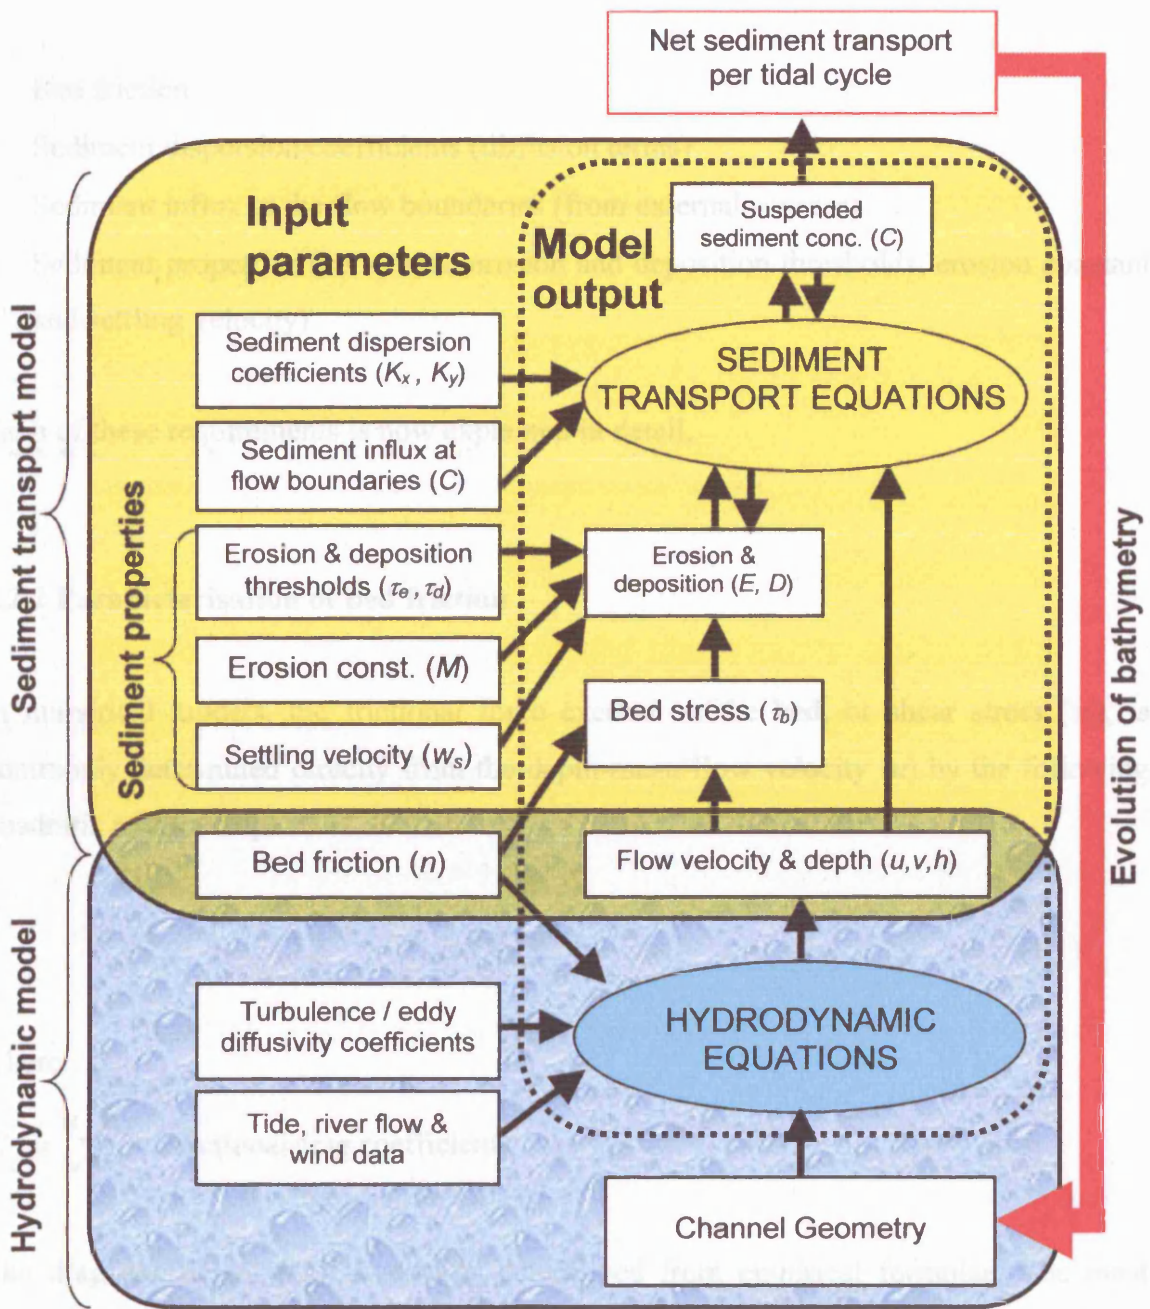 Net sediment transport
per tidal cycle
Input
parameters
Model
output
Suspended
sediment conc. (C)
Sediment dispersion
coefficients (Kx , Ky)
SEDIMENT
TRANSPORT EQUATIONS
Sediment influx at
flow boundaries (C)
Sediment transport model
Sediment properties
Erosion & deposition
thresholds (τe , τd)
Erosion &
deposition (E, D)
Erosion const. (M)
Settling velocity (ws)
Bed stress (τb)
Evolution of bathymetry
Bed friction (n)
Flow velocity & depth (u,v,h)
Hydrodynamic model
Turbulence / eddy
diffusivity coefficients
HYDRODYNAMIC
EQUATIONS
Tide, river flow &
wind data
Channel Geometry